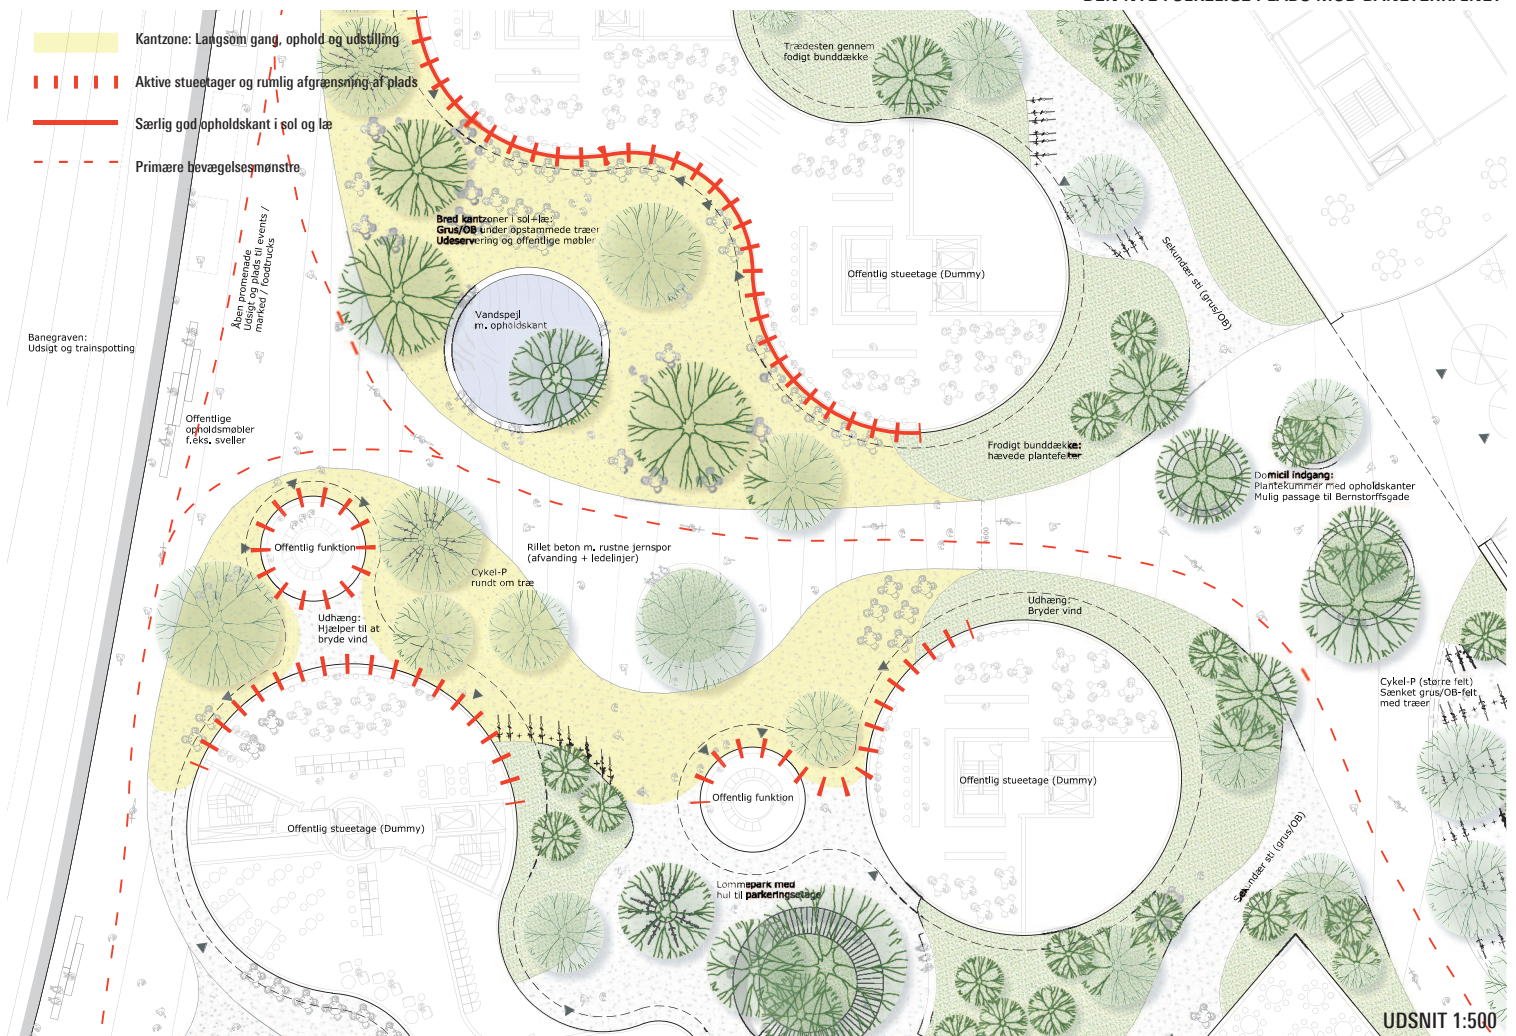 Kantzone: Langsom gang, ophold og udstilling
Aktive stueetager og rumlig afgrænsning af plads
Særlig god opholdskant i sol og læ
Primære bevægelsesmønstre
Trædesten gennem
fodigt bunddække
Bred kantzoner i sol+læ:
Grus/OB under opstammede træer
Udeservering og offentlige møbler
Åben promenade
Udsigt og plads til events /
marked / foodtrucks
Banegraven:
Udsigt og trainspotting
Vandspejl
m. opholdskant
Offentlig stueetage (Dummy)
Sekundær sti (grus/OB)
Offentlige
opholdsmøbler
f.eks. sveller
Frodigt bunddække:
hævede plantefelter
Domicil indgang:
Plantekummer med opholdskanter
Mulig passage til Bernstorffsgade
Offentlig funktion
Rillet beton m. rustne jernspor
(afvanding + ledelinjer)
Cykel-P
rundt om træ
Udhæng:
Hjælper til at
bryde vind
Udhæng:
Bryder vind
Cykel-P (større felt)
Sænket grus/OB-felt
med træer
Offentlig funktion
Offentlig stueetage (Dummy)
Offentlig stueetage (Dummy)
Sekundær sti (grus/OB)
Lommepark med
hul til parkeringsetage
UDSNIT 1:500